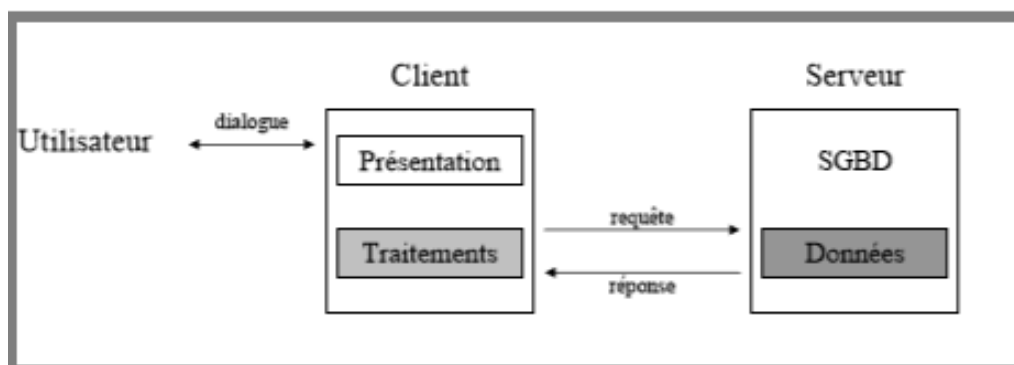 Client
Serveur
Utilisateur
dialogue
Présentation
SGBD
requête
Traitements
Données
réponse